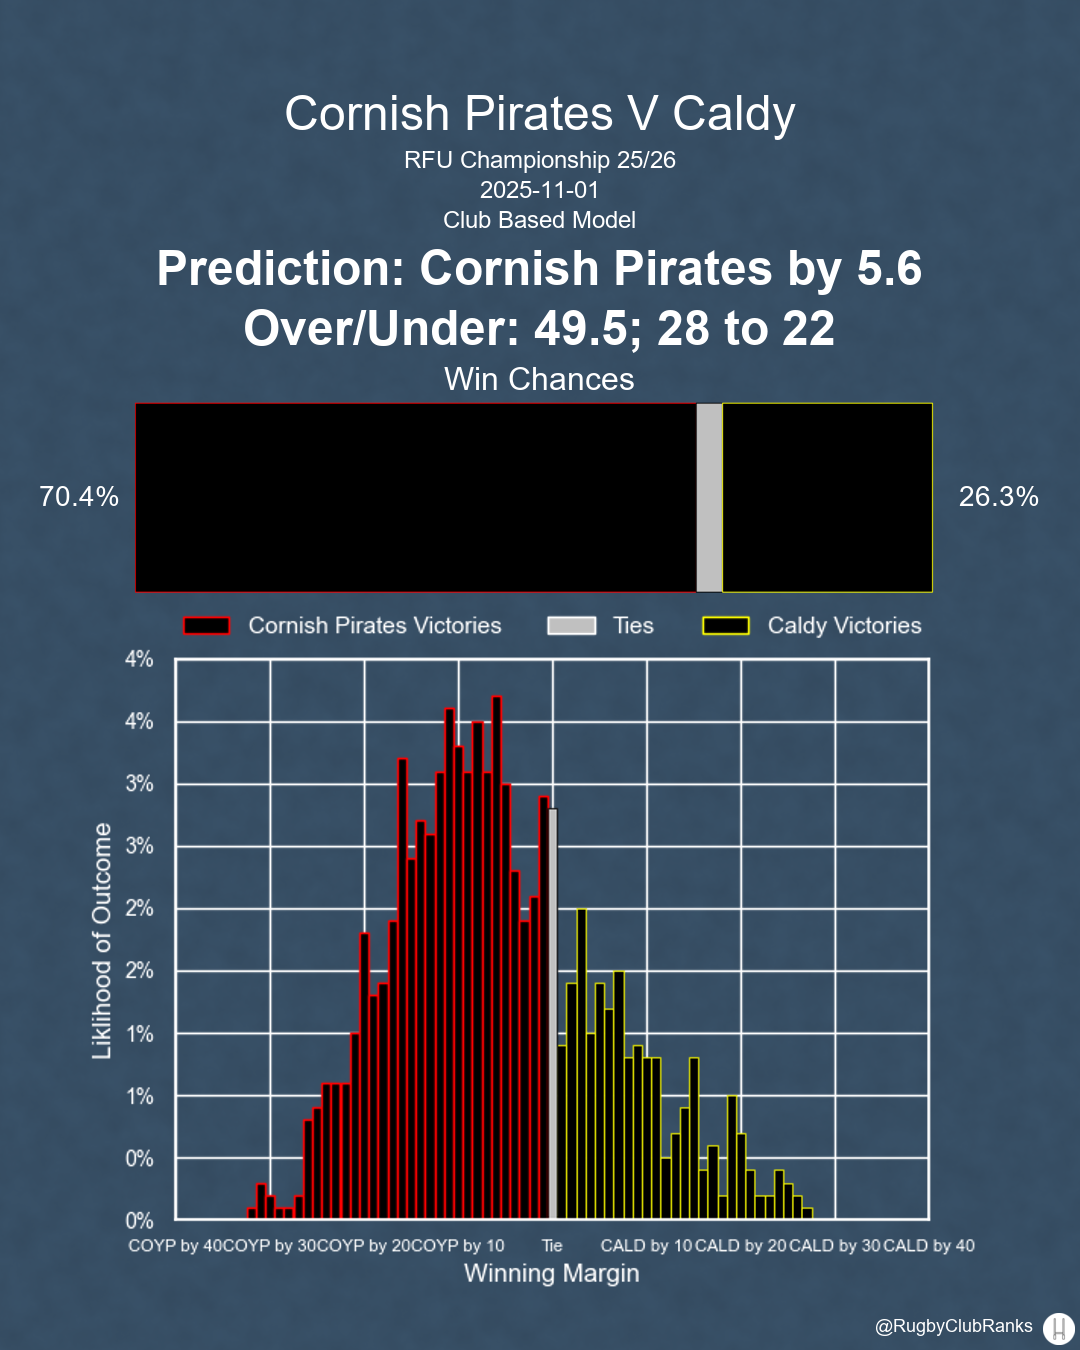 Cornish Pirates V Caldy
RFU Championship 25/26
2025-11-01
Club Based Model
Prediction: Cornish Pirates by 5.6
Over/Under: 49.5; 28 to 22
Win Chances
70.4%
26.3%
Cornish Pirates Victories
Ties
Caldy Victories
4%
4%
3%
3%
2%
2%
1%
1%
0%
0%
Liklihood of Outcome
COYP by 40 COYP by 30 COYP by 20 COYP by 10 Tie CALD by 10 CALD by 20 CALD by 30 CALD by 40
Winning Margin
@RugbyClubRanks